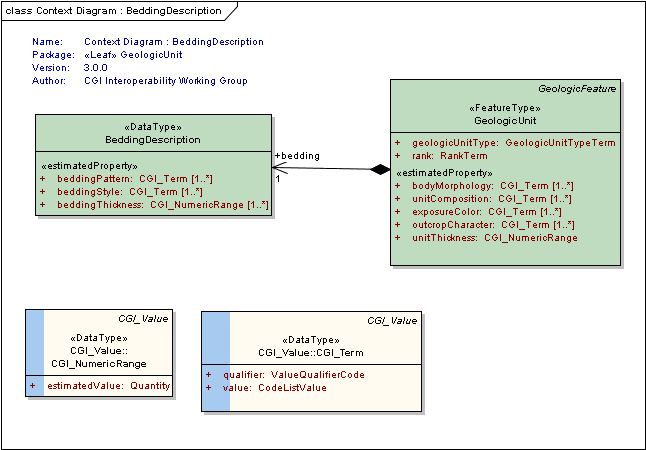 class Context Diagram : BeddingDescription
Name: Context Diagram : BeddingDescription
Package: «Leaf» GeologicUnit
Version: 3.0.0
Author: CGI Interoperability Working Group
GeologicFeature
«FeatureType»
GeologicUnit
+ geologicUnitType: GeologicUnitTypeTerm
+ rank: RankTerm
«estimatedProperty»
+ bodyMorphology: CGI_Term [1..*]
+ unitComposition: CGI_Term [1..*]
+ exposureColor: CGI_Term [1..*]
+ outcropCharacter: CGI_Term [1..*]
+ unitThickness: CGI_NumericRange
«DataType»
BeddingDescription
«estimatedProperty»
+ beddingPattern: CGI_Term [1..*]
+ beddingStyle: CGI_Term [1..*]
+ beddingThickness: CGI_NumericRange [1..*]
+bedding
1
CGI_Value
«DataType»
CGI_Value::
CGI_NumericRange
+ estimatedValue: Quantity
CGI_Value
«DataType»
CGI_Value::CGI_Term
+ qualifier: ValueQualifierCode
+ value: CodeListValue